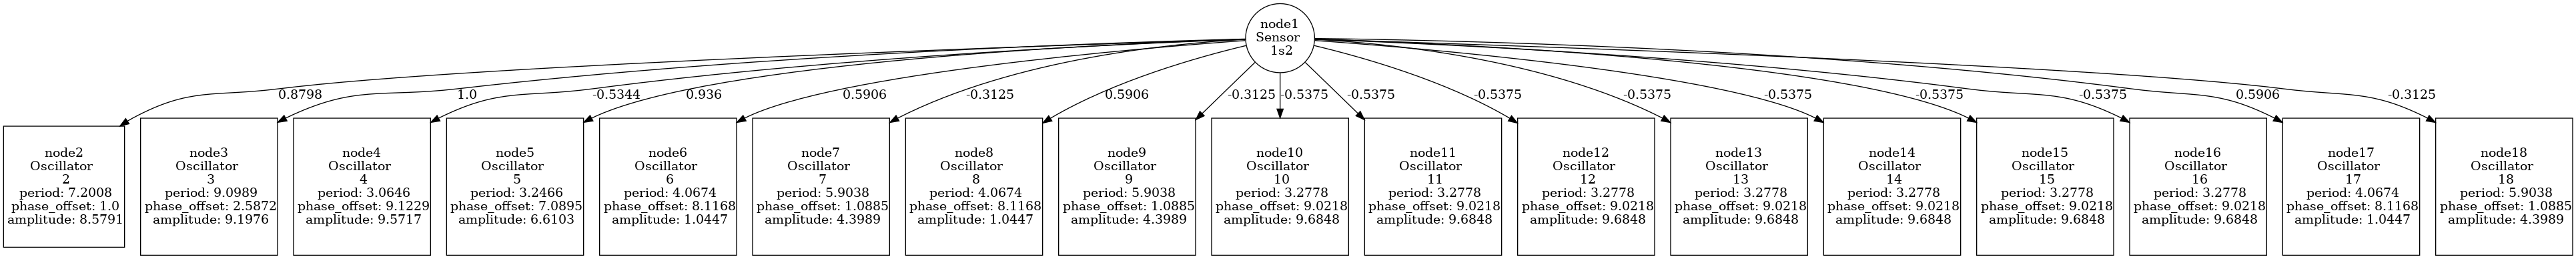 node1
Sensor
1s2
0.8798
1.0
-0.5344
0.936
0.5906
-0.3125
0.5906
-0.3125
-0.5375
-0.5375
-0.5375
-0.5375
-0.5375
-0.5375
-0.5375
0.5906
-0.3125
node2
Oscillator
2
period: 7.2008
phase_offset: 1.0
amplitude: 8.5791
node3
Oscillator
3
period: 9.0989
phase_offset: 2.5872
amplitude: 9.1976
node4
Oscillator
4
period: 3.0646
phase_offset: 9.1229
amplitude: 9.5717
node5
Oscillator
5
period: 3.2466
phase_offset: 7.0895
amplitude: 6.6103
node6
Oscillator
6
period: 4.0674
phase_offset: 8.1168
amplitude: 1.0447
node7
Oscillator
7
period: 5.9038
phase_offset: 1.0885
amplitude: 4.3989
node8
Oscillator
8
period: 4.0674
phase_offset: 8.1168
amplitude: 1.0447
node9
Oscillator
9
period: 5.9038
phase_offset: 1.0885
amplitude: 4.3989
node10
Oscillator
10
period: 3.2778
phase_offset: 9.0218
amplitude: 9.6848
node11
Oscillator
11
period: 3.2778
phase_offset: 9.0218
amplitude: 9.6848
node12
Oscillator
12
period: 3.2778
phase_offset: 9.0218
amplitude: 9.6848
node13
Oscillator
13
period: 3.2778
phase_offset: 9.0218
amplitude: 9.6848
node14
Oscillator
14
period: 3.2778
phase_offset: 9.0218
amplitude: 9.6848
node15
Oscillator
15
period: 3.2778
phase_offset: 9.0218
amplitude: 9.6848
node16
Oscillator
16
period: 3.2778
phase_offset: 9.0218
amplitude: 9.6848
node17
Oscillator
17
period: 4.0674
phase_offset: 8.1168
amplitude: 1.0447
node18
Oscillator
18
period: 5.9038
phase_offset: 1.0885
amplitude: 4.3989